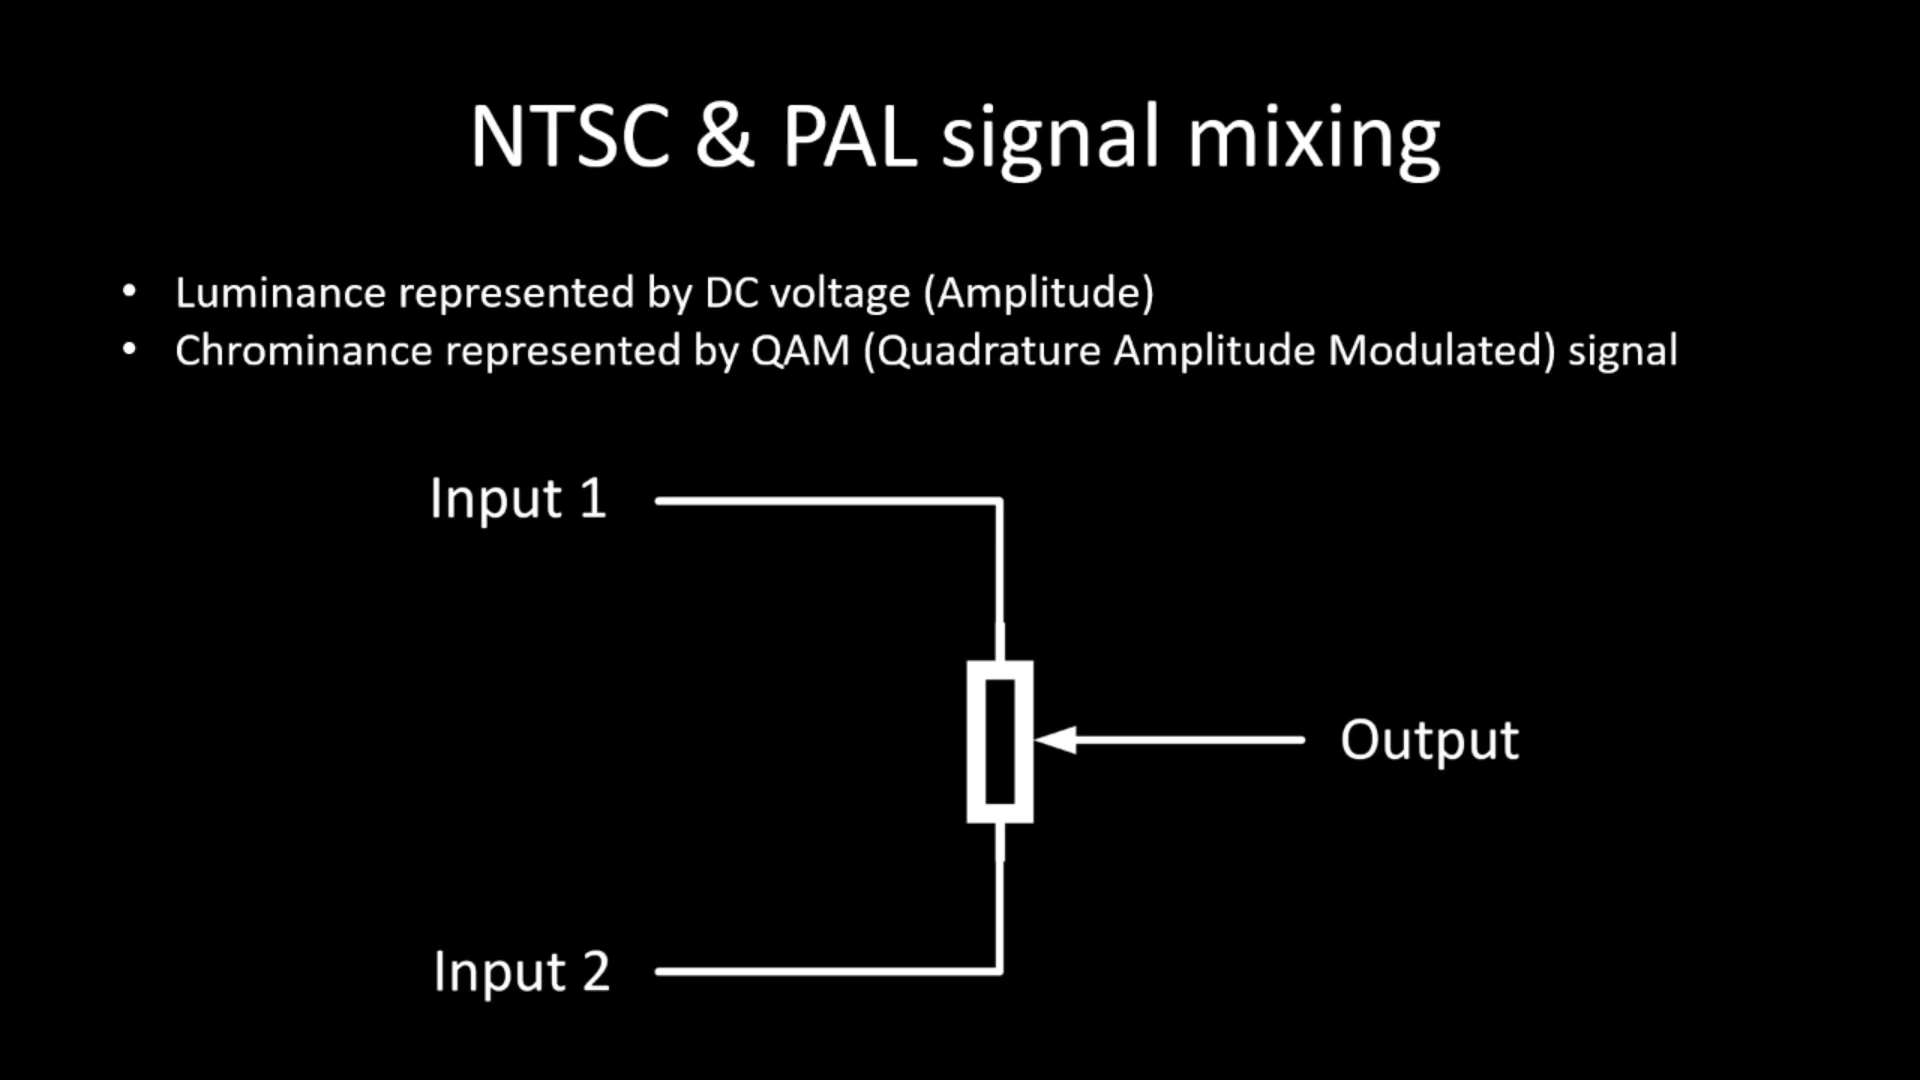 NTSC & PAL signal mixing
• Luminance represented by DC voltage (Amplitude)
• Chrominance represented by QAM (Quadrature Amplitude Modulated) signal
Input 1
Output
Input 2